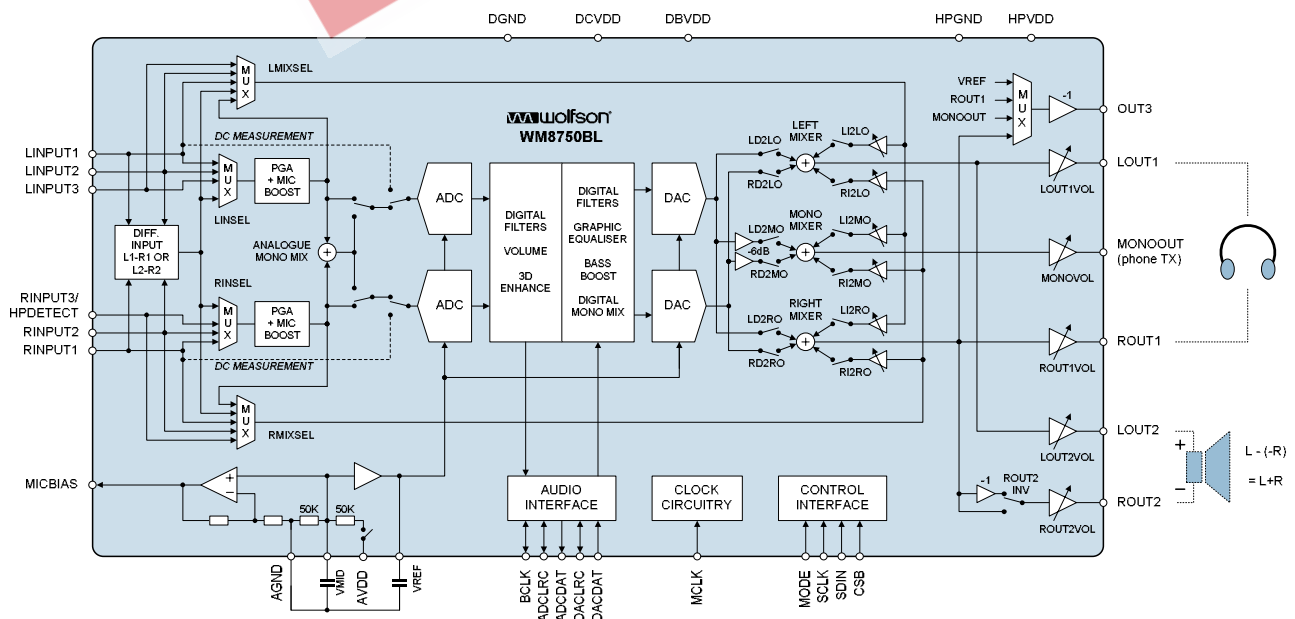 DGND
DCVDD
DBVDD
HPGND
HPVDD
LMIXSEL
MUX
VREF
ROUT1
MONOOUT
MUX
-1
OUT3
wolfson
WM8750BL
DC MEASUREMENT
LINPUT1
LINPUT2
LINPUT3
MUX
PGA
+ MIC
BOOST
LINSEL
ADC
DIGITAL
FILTERS
VOLUME
3D
ENHANCE
DIGITAL
FILTERS
GRAPHIC
EQUALISER
BASS
BOOST
DIGITAL
MONO MIX
DAC
LD2LO
RD2LO
LEFT
MIXER
LI2LO
RI2LO
LOUT1
LOUT1VOL
DIFF.
INPUT
L1-R1 OR
L2-R2
ANALOGUE
MONO MIX
LD2MO
-6dB
RD2MO
MONO
MIXER
LI2MO
RI2MO
MONOOUT
(phone TX)
MONOVOL
RINPUT3/
HPDETECT
RINPUT2
RINPUT1
RINSEL
MUX
PGA
+ MIC
BOOST
DC MEASUREMENT
ADC
DAC
LD2RO
RD2RO
RIGHT
MIXER
LI2RO
RI2RO
ROUT1
ROUT1VOL
MUX
RMIXSEL
LOUT2
LOUT2VOL
+
−
L - (-R)
= L+R
MICBIAS
+
−
50K
50K
AUDIO
INTERFACE
CLOCK
CIRCUITRY
CONTROL
INTERFACE
-1
ROUT2
INV
ROUT2
ROUT2VOL
AGND
VMID
AVDD
VREF
BCLK
ADCLRC
ADCDAT
DACLRC
DACDAT
MCLK
MODE
SCLK
SDIN
CSB